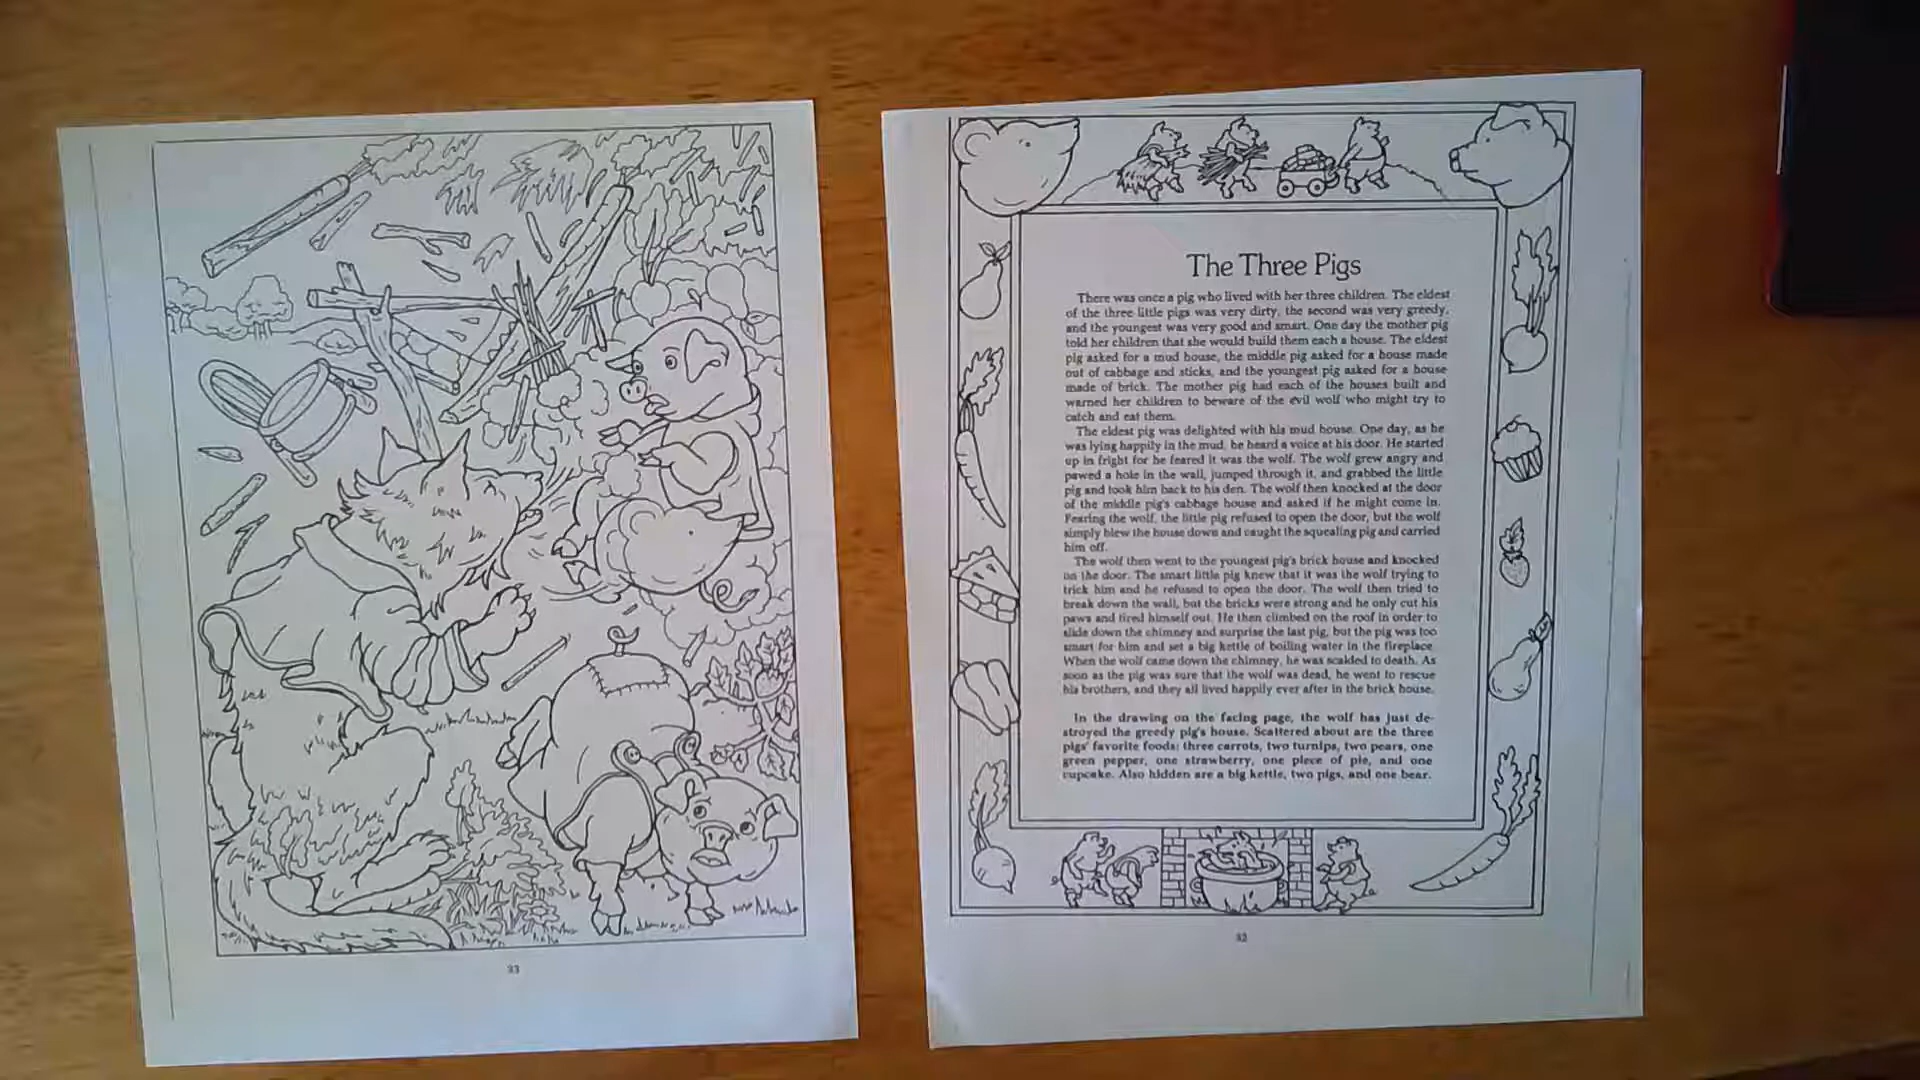 The Three Pigs
There was once a pig who lived with her three children. The eldest
of the three little pigs was very dirty, the second was very greedy,
and the youngest was very good and smart. One day the mother pig
told her children that she would build them each a house. The eldest
pig asked for a mud house, the middle pig asked for a house made
out of cabbage and sticks, and the youngest pig asked for a house
made of brick. The mother pig had each of the houses built and
warned her children to beware of the evil wolf who might try to
catch and eat them.
The eldest pig was delighted with his mud house. One day, as he
was lying happily in the mud, he heard a voice at his door. He started
up in fright for he feared it was the wolf. The wolf grew angry and
pawed a hole in the wall, jumped through it, and grabbed the little
pig and took him back to his den. The wolf then knocked at the door
of the middle pig's cabbage house and asked if he might come in.
Fearing the wolf, the little pig refused to open the door, but the wolf
simply blew the house down and caught the squealing pig and carried
him off.
The wolf then went to the youngest pig's brick house and knocked
on the door. The smart little pig knew that it was the wolf trying to
trick him and he refused to open the door. The wolf then tried to
break down the wall, but the bricks were strong and he only cut his
paws and tired himself out. He then climbed on the roof in order to
slide down the chimney and surprise the last pig, but the pig was too
smart for him and set a big kettle of boiling water in the fireplace.
When the wolf came down the chimney, he was scalded to death. As
soon as the pig was sure that the wolf was dead, he went to rescue
his brothers, and they all lived happily ever after in the brick house.
In the drawing on the facing page, the wolf has just de-
stroyed the greedy pig's house. Scattered about are the three
pigs' favorite foods: three carrots, two turnips, two pears, one
green pepper, one strawberry, one piece of pie, and one
cupcake. Also hidden are a big kettle, two pigs, and one bear.
33
32